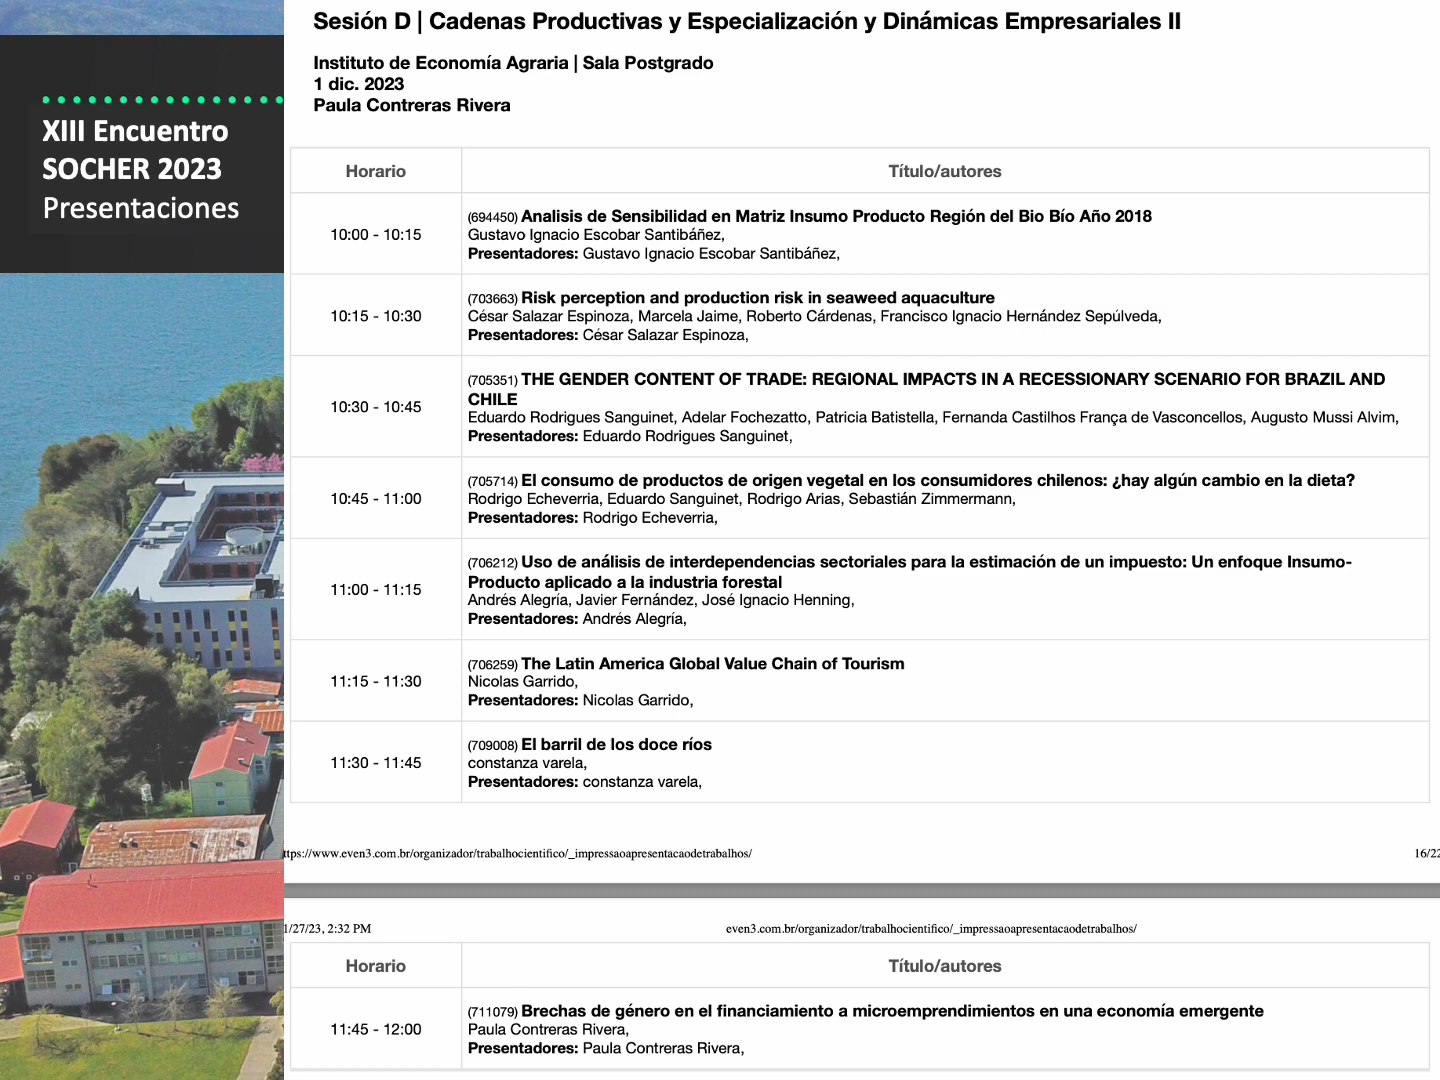 XIII Encuentro
SOCHER 2023
Presentaciones
Sesión D | Cadenas Productivas y Especialización y Dinámicas Empresariales II
Instituto de Economía Agraria | Sala Postgrado
1 dic. 2023
Paula Contreras Rivera
Horario
Título/autores
10:00 - 10:15
(694450) Analisis de Sensibilidad en Matriz Insumo Producto Región del Bio Bío Año 2018
Gustavo Ignacio Escobar Santibáñez,
Presentadores: Gustavo Ignacio Escobar Santibáñez,
10:15 - 10:30
(703663) Risk perception and production risk in seaweed aquaculture
César Salazar Espinoza, Marcela Jaime, Roberto Cárdenas, Francisco Ignacio Hernández Sepúlveda,
Presentadores: César Salazar Espinoza,
10:30 - 10:45
(705351) THE GENDER CONTENT OF TRADE: REGIONAL IMPACTS IN A RECESSIONARY SCENARIO FOR BRAZIL AND
CHILE
Eduardo Rodrigues Sanguinet, Adelar Fochezatto, Patricia Batistella, Fernanda Castilhos França de Vasconcellos, Augusto Mussi Alvim,
Presentadores: Eduardo Rodrigues Sanguinet,
10:45 - 11:00
(705714) El consumo de productos de origen vegetal en los consumidores chilenos: ¿hay algún cambio en la dieta?
Rodrigo Echeverria, Eduardo Sanguinet, Rodrigo Arias, Sebastián Zimmermann,
Presentadores: Rodrigo Echeverria,
11:00 - 11:15
(706212) Uso de análisis de interdependencias sectoriales para la estimación de un impuesto: Un enfoque Insumo-
Producto aplicado a la industria forestal
Andrés Alegría, Javier Fernández, José Ignacio Henning,
Presentadores: Andrés Alegría,
11:15 - 11:30
(706259) The Latin America Global Value Chain of Tourism
Nicolas Garrido,
Presentadores: Nicolas Garrido,
11:30 - 11:45
(709008) El barril de los doce ríos
constanza varela,
Presentadores: constanza varela,
ttps://www.even3.com.br/organizador/trabalhocientifico/_impressaoapresentacaodetrabalhos/
16/22
1/27/23, 2:32 PM
even3.com.br/organizador/trabalhocientifico/_impressaoapresentacaodetrabalhos/
Horario
Título/autores
11:45 - 12:00
(711079) Brechas de género en el financiamiento a microemprendimientos en una economía emergente
Paula Contreras Rivera,
Presentadores: Paula Contreras Rivera,